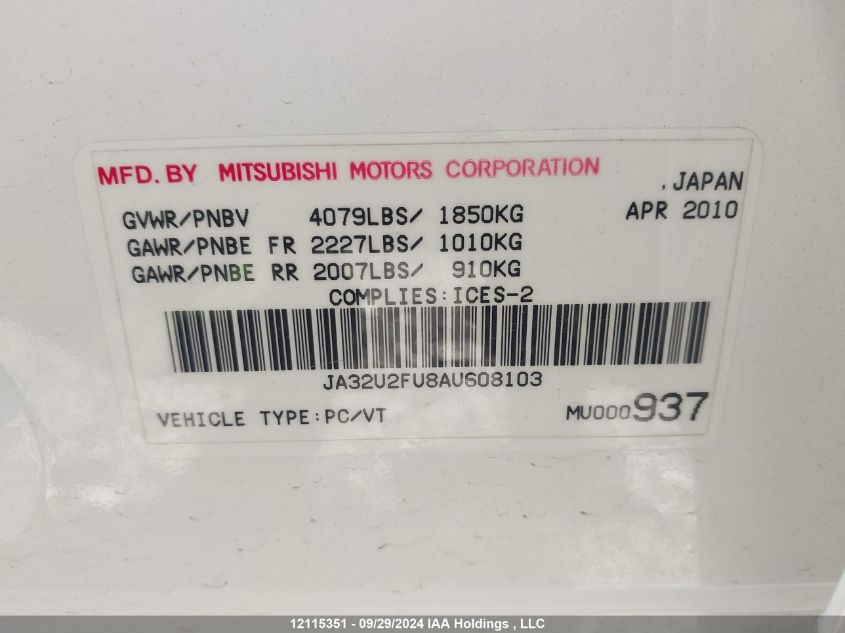 MFD. BY MITSUBISHI MOTORS CORPORATION
, JAPAN
GVWR/PNBV 4079LBS/ 1850KG
APR 2010
GAWR/PNBE FR 2227LBS/ 1010KG
GAWR/PNBE RR 2007LBS/ 910KG
COMPLIES:ICES-2
JA32U2FU8AU608103
VEHICLE TYPE:PC/VT
MU000937
12115351 - 09/29/2024 IAA Holdings , LLC